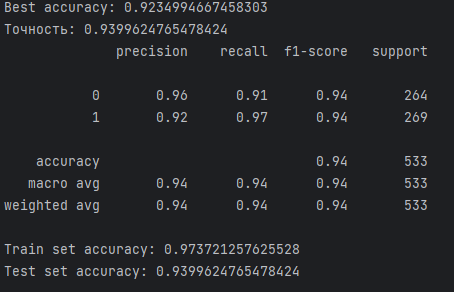 Best accuracy: 0.9234994667458303
Точность: 0.9399624765478424
precision recall f1-score support
0 0.96 0.91 0.94 264
1 0.92 0.97 0.94 269
accuracy 0.94 533
macro avg 0.94 0.94 0.94 533
weighted avg 0.94 0.94 0.94 533
Train set accuracy: 0.973721257625528
Test set accuracy: 0.9399624765478424